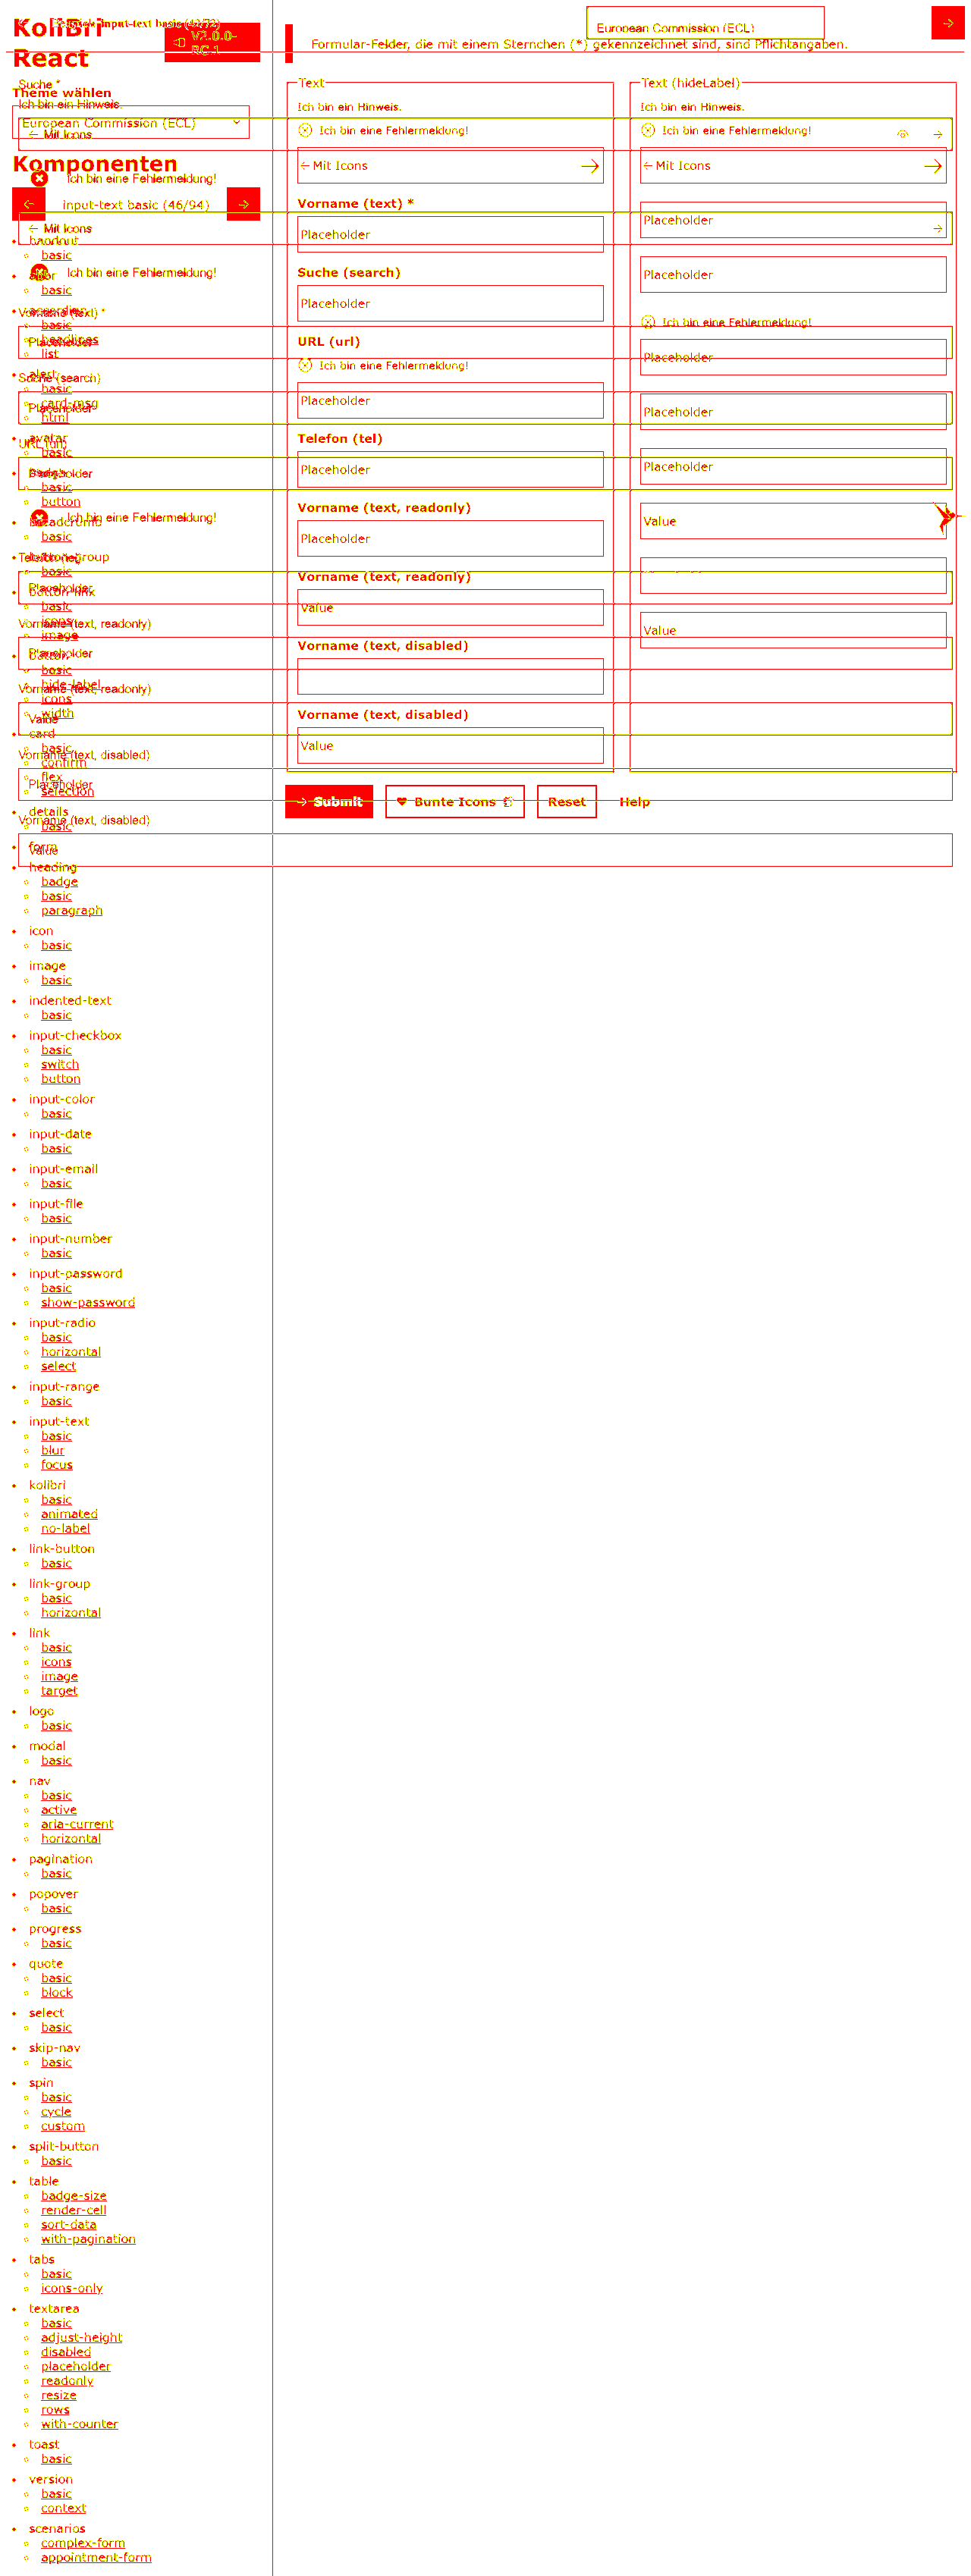 KoliBri
React
V2.0.0-
RC.1
input-text basic
European Commission (ECL)
Formular-Felder, die mit einem Sternchen (*) gekennzeichnet sind, sind Pflichtangaben.
Suche *
Theme wählen
Ich bin ein Hinweis.
European Commission (ECL)
Mit Icons
Komponenten
Ich bin eine Fehlermeldung!
input-text basic (46/94)
Mit Icons
handout
basic
Ich bin eine Fehlermeldung!
basic
accordion
Vorname (text) *
basic
headlines
Placeholder
list
alert
Suche (search)
basic
card-msg
Placeholder
html
avatar
URL (url)
basic
Placeholder
basic
button
breadcrumb
Ich bin eine Fehlermeldung!
basic
button-group
basic
button-link
Placeholder
basic
icons
Vorname (text, readonly)
image
button
Placeholder
basic
hide-label
Vorname (text, readonly)
icons
width
Value
card
basic
Vorname (text, disabled)
confirm
flex
Placeholder
selection
details
Vorname (text, disabled)
basic
form
Value
heading
badge
basic
paragraph
icon
basic
image
basic
indented-text
basic
input-checkbox
basic
switch
button
input-color
basic
input-date
basic
input-email
basic
input-file
basic
input-number
basic
input-password
basic
show-password
input-radio
basic
horizontal
select
input-range
basic
input-text
basic
blur
focus
kolibri
basic
animated
no-label
link-button
basic
link-group
basic
horizontal
link
basic
icons
image
target
logo
basic
modal
basic
nav
basic
active
aria-current
horizontal
pagination
basic
popover
basic
progress
basic
quote
basic
block
select
basic
skip-nav
basic
spin
basic
cycle
custom
split-button
basic
table
badge-size
render-cell
sort-data
with-pagination
tabs
basic
icons-only
textarea
basic
adjust-height
disabled
placeholder
readonly
resize
rows
with-counter
toast
basic
version
basic
context
scenarios
complex-form
appointment-form
Text
Ich bin ein Hinweis.
Ich bin eine Fehlermeldung!
Mit Icons
Vorname (text) *
Placeholder
Suche (search)
Placeholder
URL (url)
Ich bin eine Fehlermeldung!
Placeholder
Telefon (tel)
Placeholder
Vorname (text, readonly)
Placeholder
Vorname (text, readonly)
Value
Vorname (text, disabled)
Vorname (text, disabled)
Value
Text (hideLabel)
Ich bin ein Hinweis.
Ich bin eine Fehlermeldung!
Mit Icons
Placeholder
Placeholder
Ich bin eine Fehlermeldung!
Placeholder
Placeholder
Placeholder
Value
Value
Submit
Bunte Icons
Reset
Help